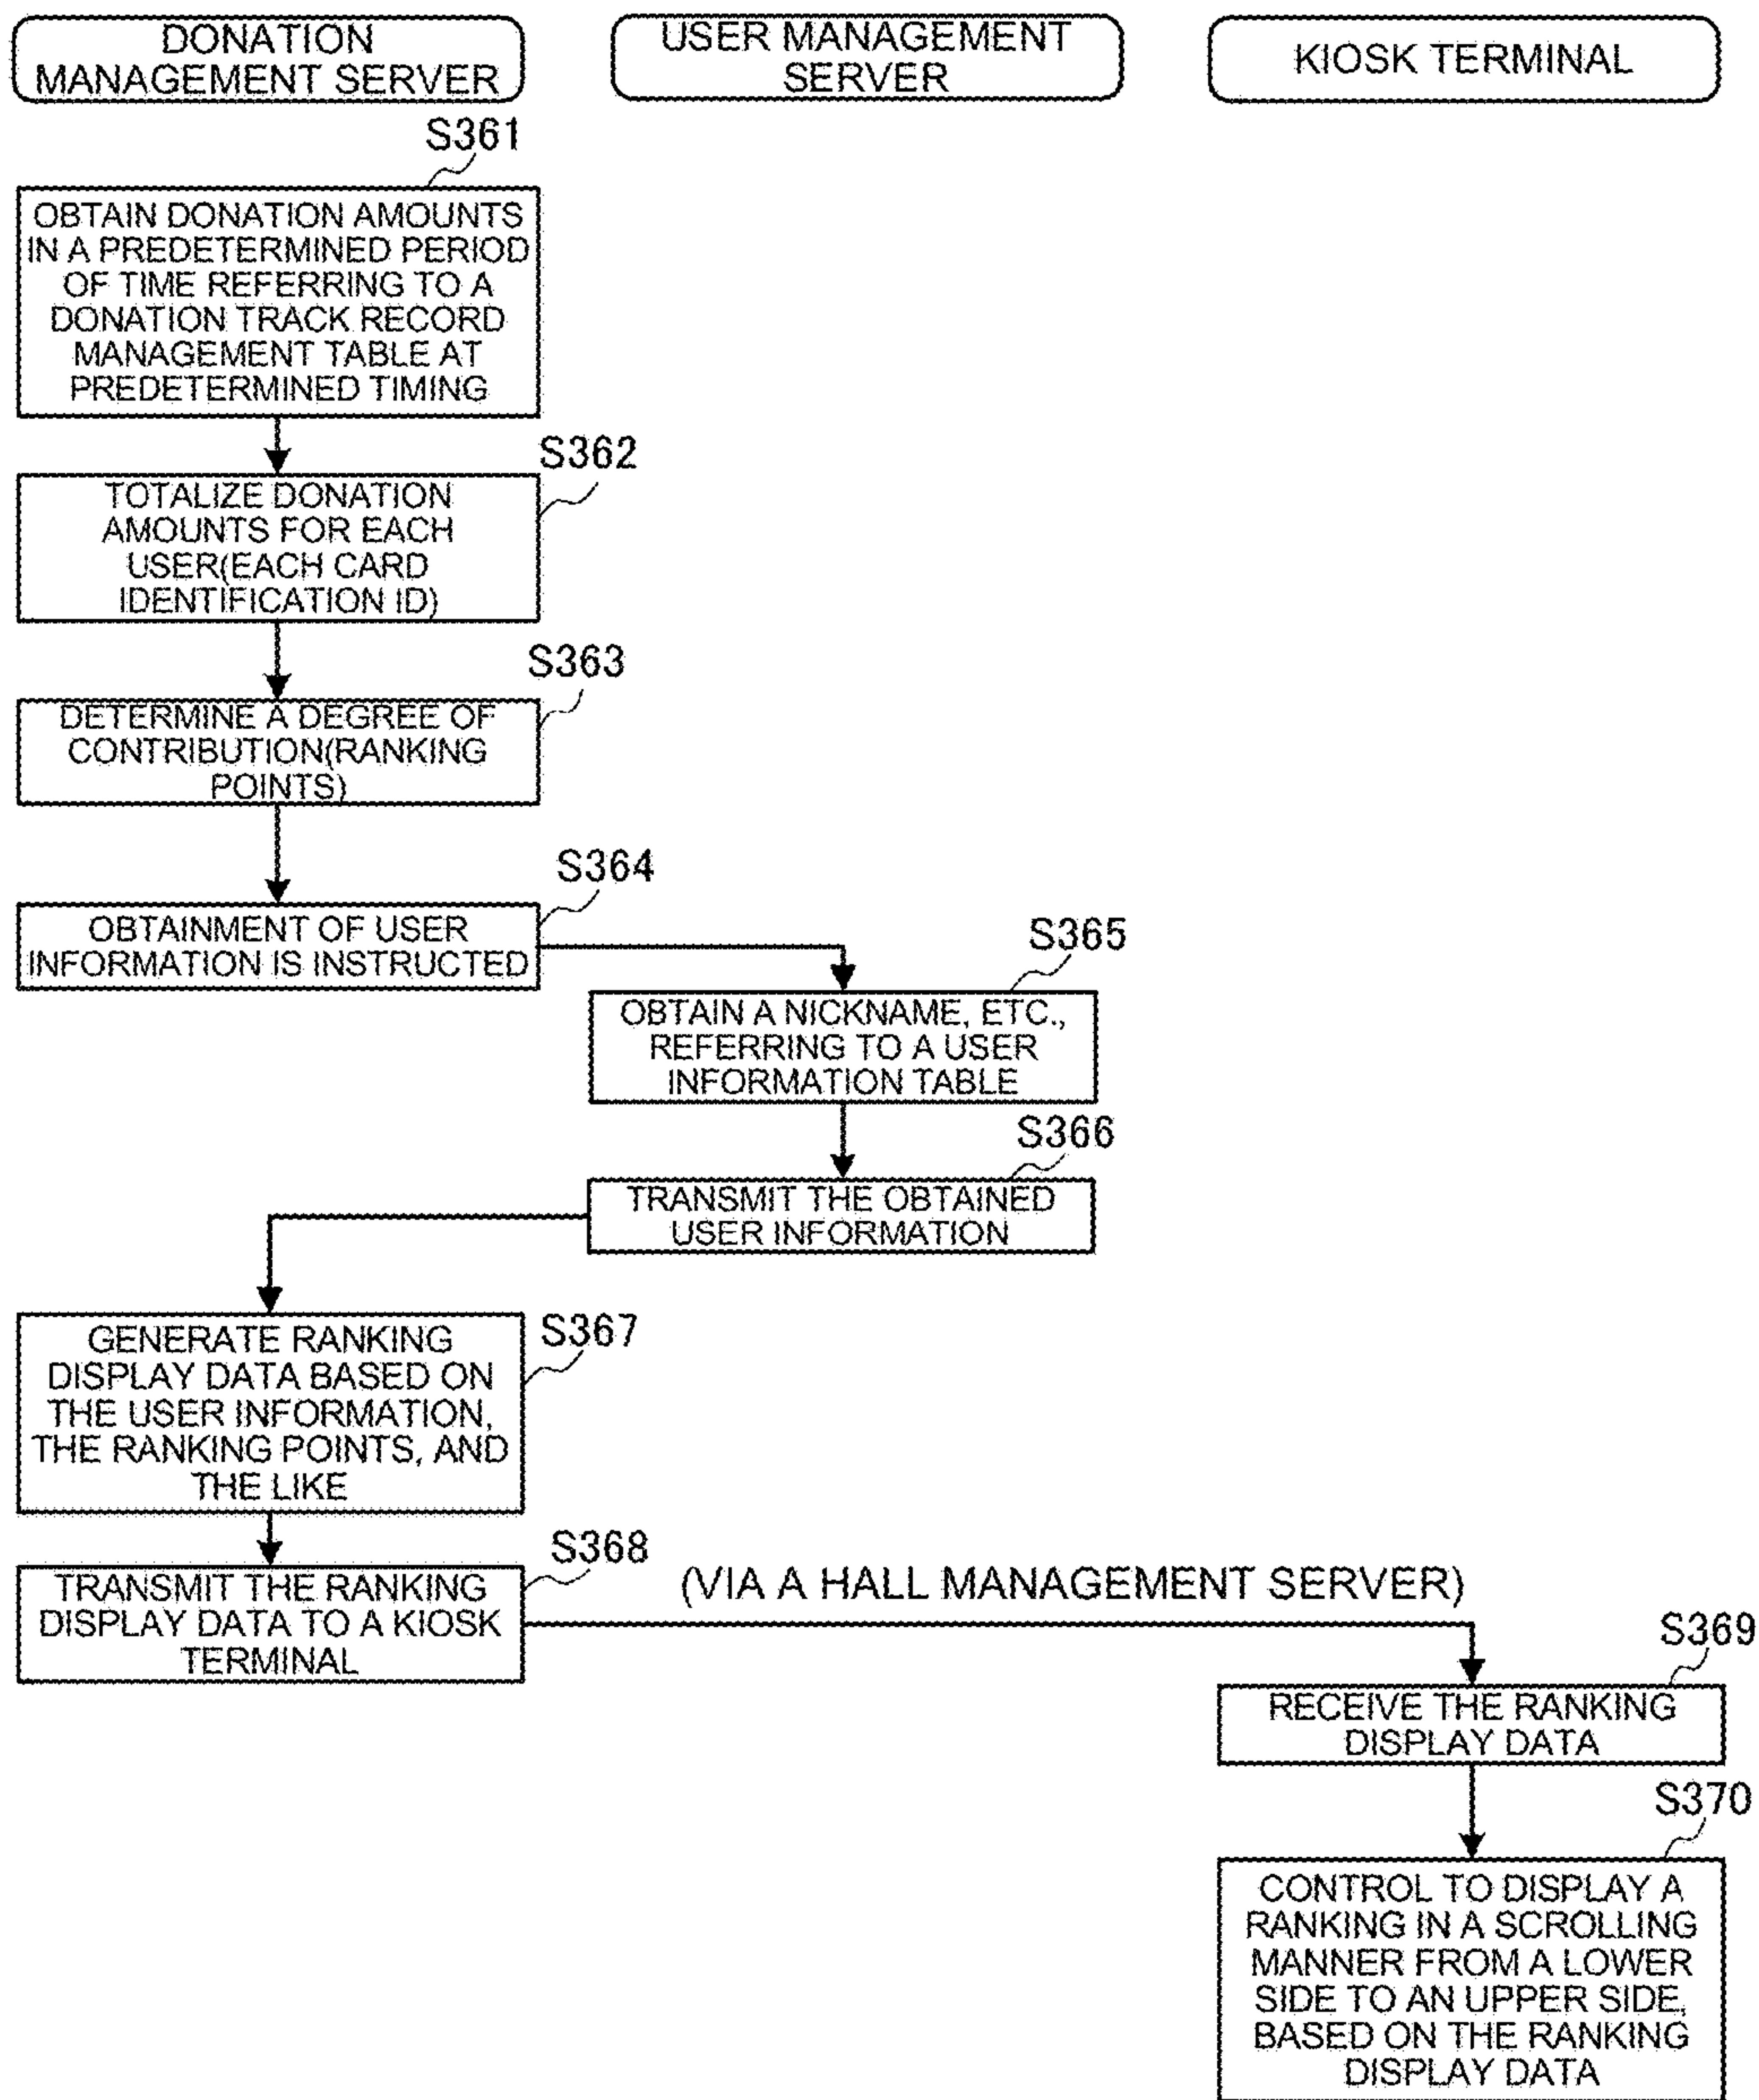 DONATION
MANAGEMENT SERVER
USER MANAGEMENT
SERVER
KIOSK TERMINAL
S361
OBTAIN DONATION AMOUNTS
IN A PREDETERMINED PERIOD
OF TIME REFERRING TO A
DONATION TRACK RECORD
MANAGEMENT TABLE AT
PREDETERMINED TIMING
S362
TOTALIZE DONATION
AMOUNTS FOR EACH
USER(EACH CARD
IDENTIFICATION ID)
S363
DETERMINE A DEGREE OF
CONTRIBUTION(RANKING
POINTS)
S364
OBTAINMENT OF USER
INFORMATION IS INSTRUCTED
S365
OBTAIN A NICKNAME, ETC.,
REFERRING TO A USER
INFORMATION TABLE
S366
TRANSMIT THE OBTAINED
USER INFORMATION
S367
GENERATE RANKING
DISPLAY DATA BASED ON
THE USER INFORMATION,
THE RANKING POINTS, AND
THE LIKE
S368
TRANSMIT THE RANKING
DISPLAY DATA TO A KIOSK
TERMINAL
(VIA A HALL MANAGEMENT SERVER)
S369
RECEIVE THE RANKING
DISPLAY DATA
S370
CONTROL TO DISPLAY A
RANKING IN A SCROLLING
MANNER FROM A LOWER
SIDE TO AN UPPER SIDE,
BASED ON THE RANKING
DISPLAY DATA